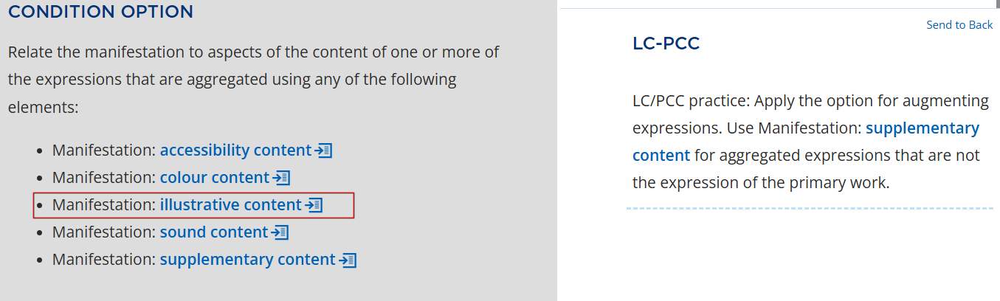 CONDITION OPTION
Relate the manifestation to aspects of the content of one or more of
the expressions that are aggregated using any of the following
elements:
• Manifestation: accessibility content
• Manifestation: colour content
• Manifestation: illustrative content
• Manifestation: sound content
• Manifestation: supplementary content
Send to Back
LC-PCC
LC/PCC practice: Apply the option for augmenting
expressions. Use Manifestation: supplementary
content for aggregated expressions that are not
the expression of the primary work.